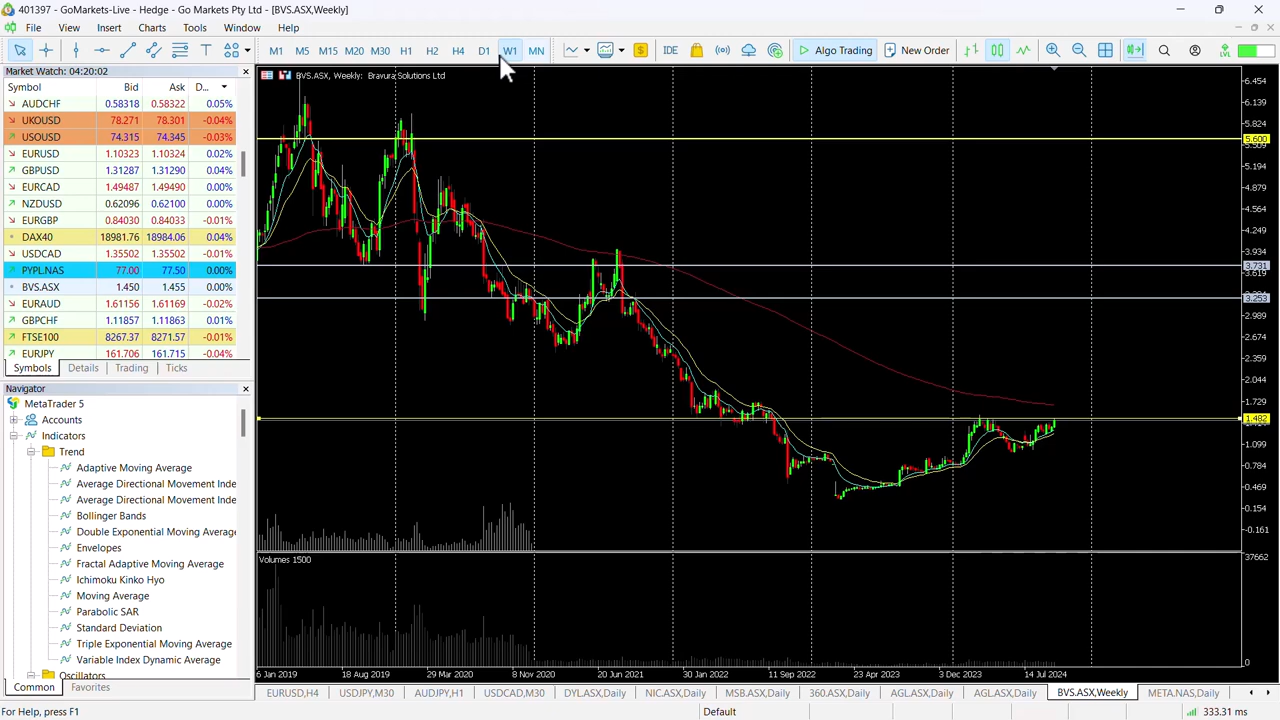 401397 - GoMarkets-Live - Hedge - Go Markets Pty Ltd - [BVS.ASX,Weekly]
File View Insert Charts Tools Window Help
M1 M5 M15 M20 M30 H1 H2 H4 D1 W1 MN IDE Algo Trading New Order LVL
Market Watch: 04:20:02
Symbol Bid Ask D...
AUDCHF 0.58318 0.58322 0.05%
UKOUSD 78.271 78.301 -0.04%
USOUSD 74.315 74.345 -0.03%
EURUSD 1.10323 1.10324 0.02%
GBPUSD 1.31287 1.31290 0.04%
EURCAD 1.49487 1.49490 0.00%
NZDUSD 0.62096 0.62100 0.00%
EURGBP 0.84030 0.84033 -0.01%
DAX40 18981.76 18984.06 0.04%
USDCAD 1.35502 1.35502 -0.01%
PYPL.NAS 77.00 77.50 0.00%
BVS.ASX 1.450 1.455 0.00%
EURAUD 1.61156 1.61169 -0.02%
GBPCHF 1.11857 1.11863 0.01%
FTSE100 8267.37 8271.57 -0.01%
EURJPY 161.706 161.715 -0.04%
Symbols Details Trading Ticks
Navigator
MetaTrader 5
Accounts
Indicators
Trend
Adaptive Moving Average
Average Directional Movement Inde
Average Directional Movement Inde
Bollinger Bands
Double Exponential Moving Average
Envelopes
Fractal Adaptive Moving Average
Ichimoku Kinko Hyo
Moving Average
Parabolic SAR
Standard Deviation
Triple Exponential Moving Average
Variable Index Dynamic Average
Oscillators
Common Favorites
BVS.ASX, Weekly: Bravura Solutions Ltd
6.454
6.139
5.824
5.600
5.509
5.194
4.879
4.564
4.249
3.934
3.731
3.619
3.253
2.989
2.674
2.359
2.044
1.729
1.482
1.099
0.784
0.469
0.154
-0.161
Volumes 1500
37662
0
6 Jan 2019 18 Aug 2019 29 Mar 2020 8 Nov 2020 20 Jun 2021 30 Jan 2022 11 Sep 2022 23 Apr 2023 3 Dec 2023 14 Jul 2024
EURUSD,H4 USDJPY,M30 AUDJPY,H1 USDCAD,M30 DYL.ASX,Daily NIC.ASX,Daily MSB.ASX,Daily 360.ASX,Daily AGL.ASX,Daily AGL.ASX,Daily BVS.ASX,Weekly META.NAS,Daily
For Help, press F1 Default 333.31 ms